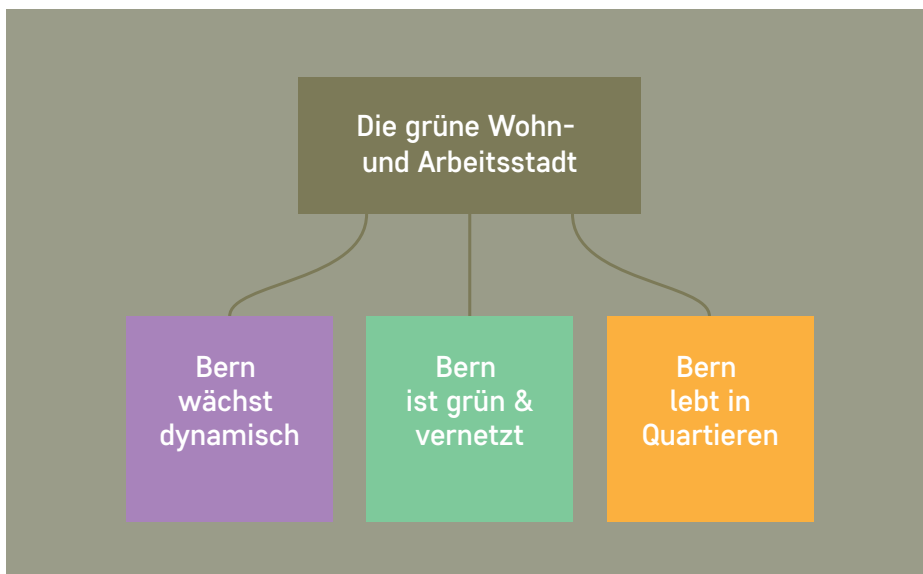 Die grüne Wohn-
und Arbeitsstadt
Bern
wächst
dynamisch
Bern
ist grün &
vernetzt
Bern
lebt in
Quartieren